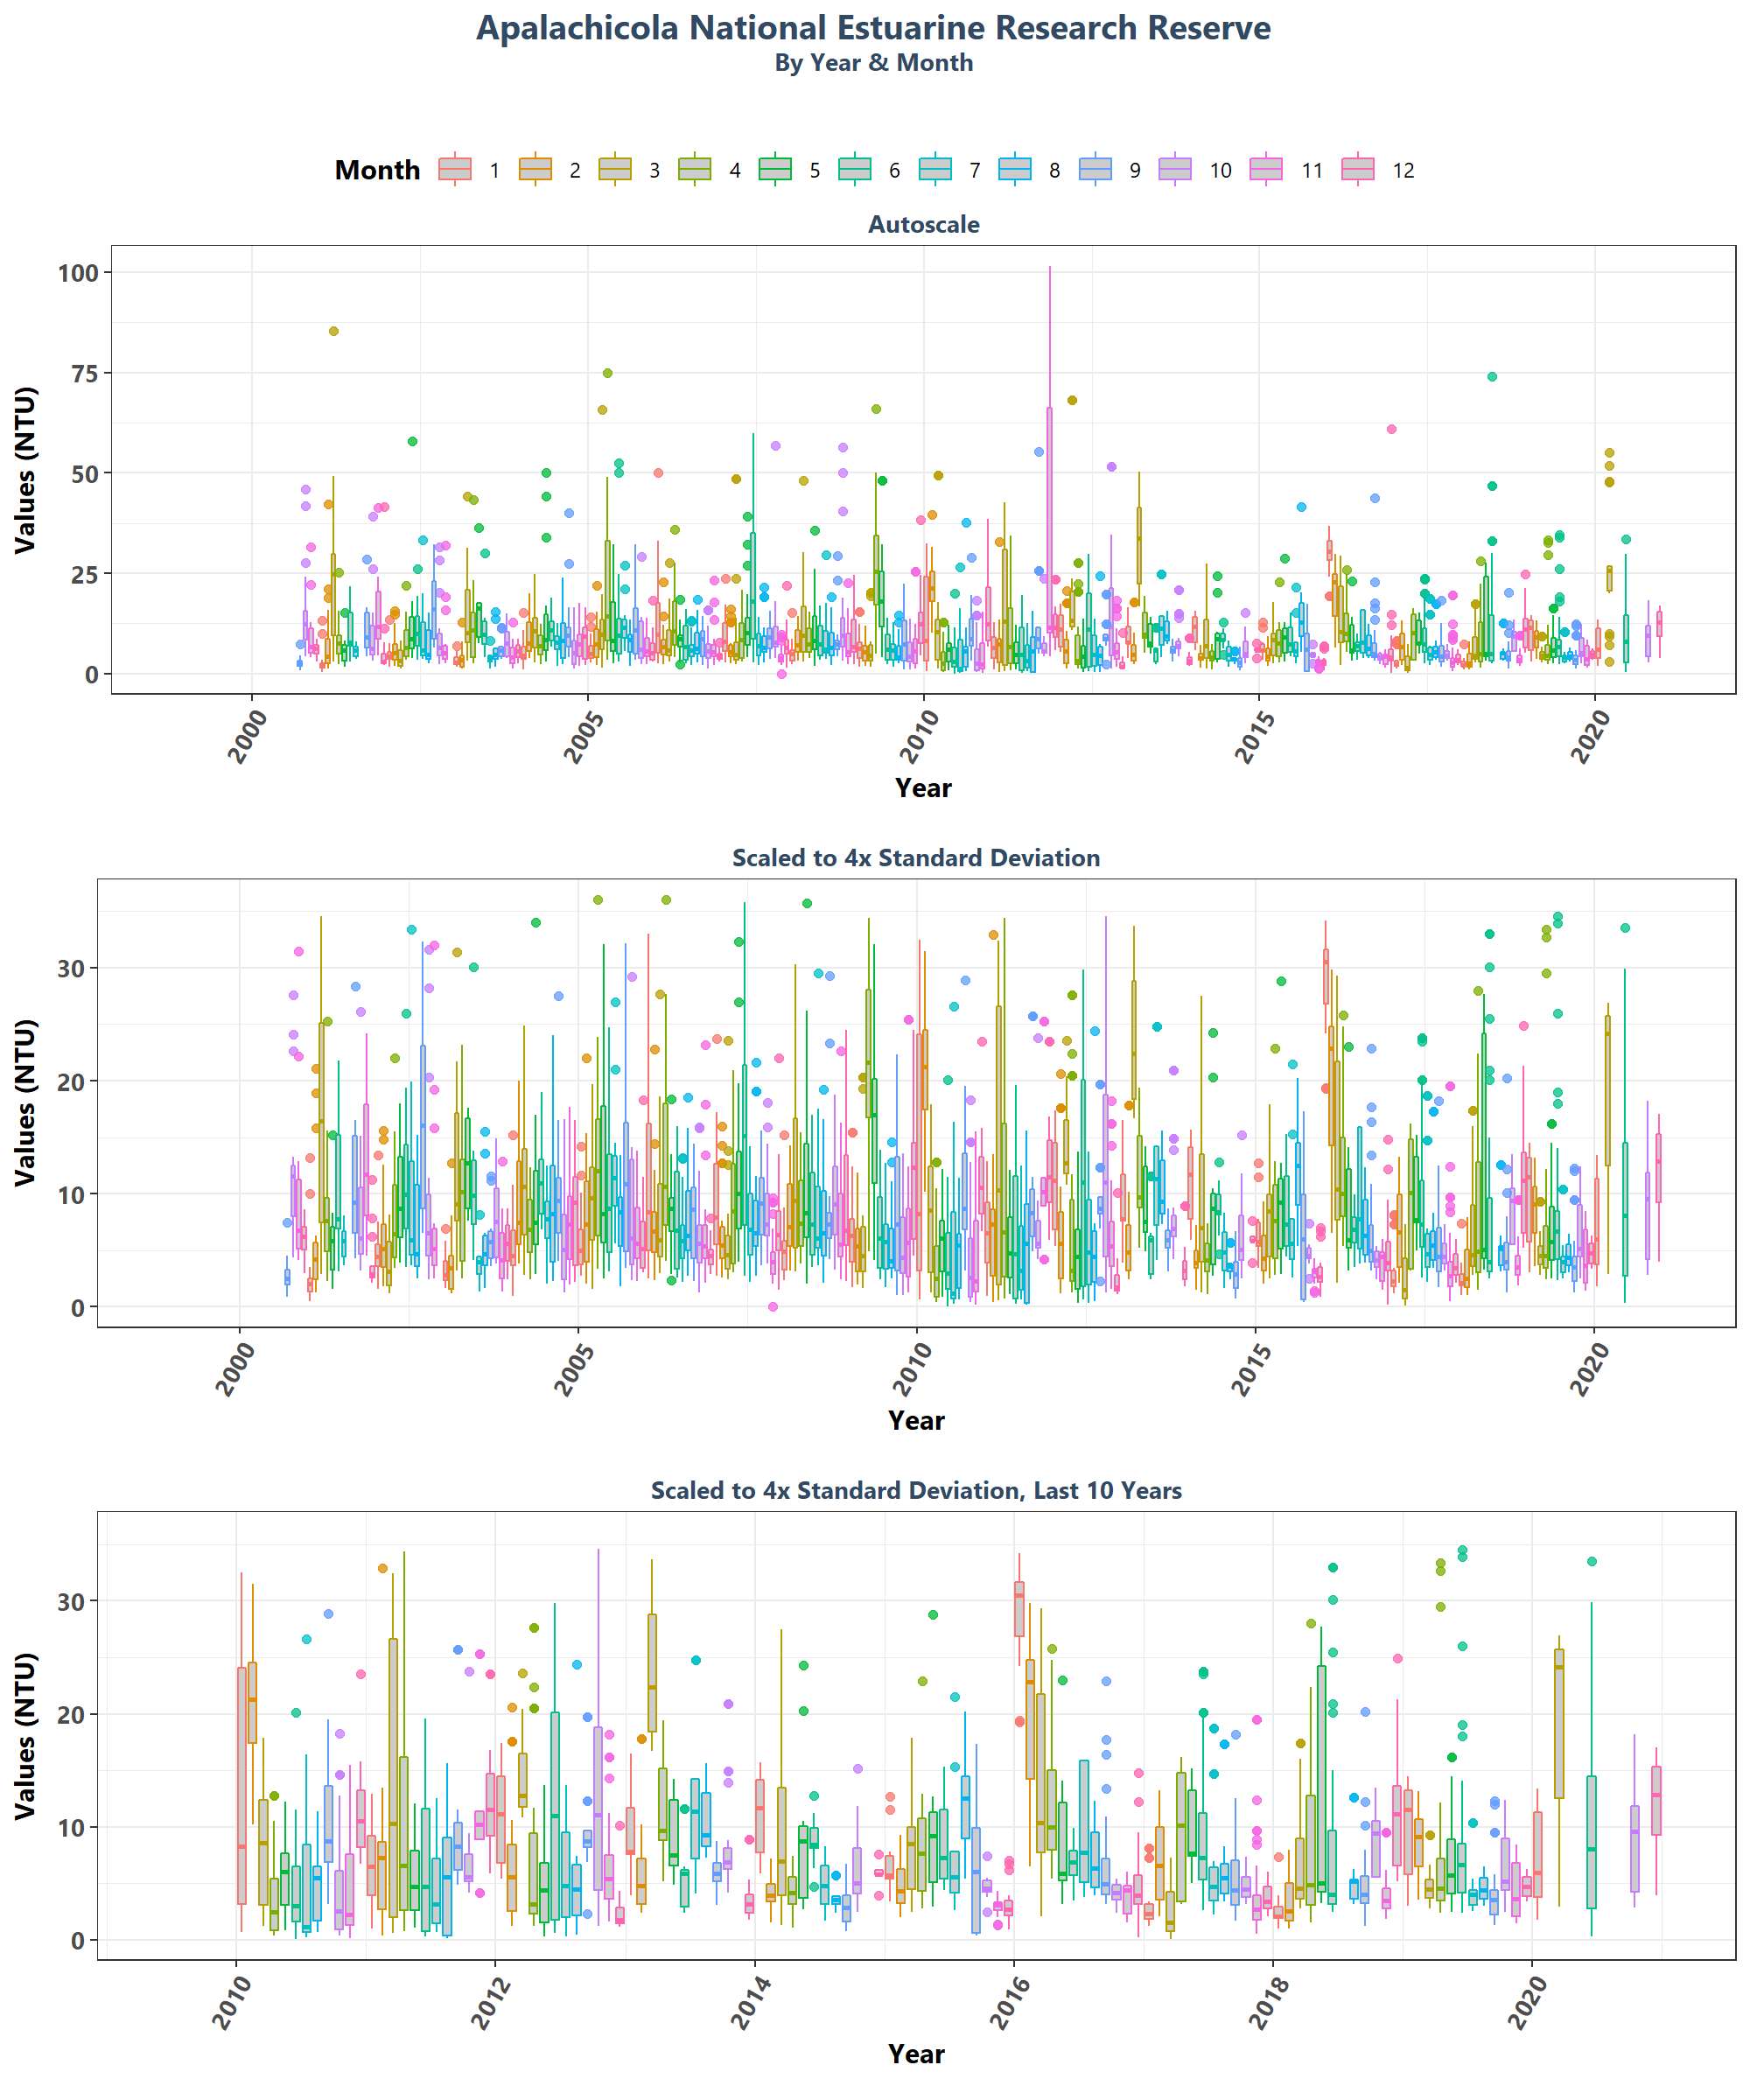 Apalachicola National Estuarine Research Reserve
By Year & Month
Month 1 2 3 4 5 6 7 8 9 10 11 12
Autoscale
Values (NTU)
100
75
50
25
0
2000 2005 2010 2015 2020
Year
Scaled to 4x Standard Deviation
Values (NTU)
30
20
10
0
2000 2005 2010 2015 2020
Year
Scaled to 4x Standard Deviation, Last 10 Years
Values (NTU)
30
20
10
0
2010 2012 2014 2016 2018 2020
Year